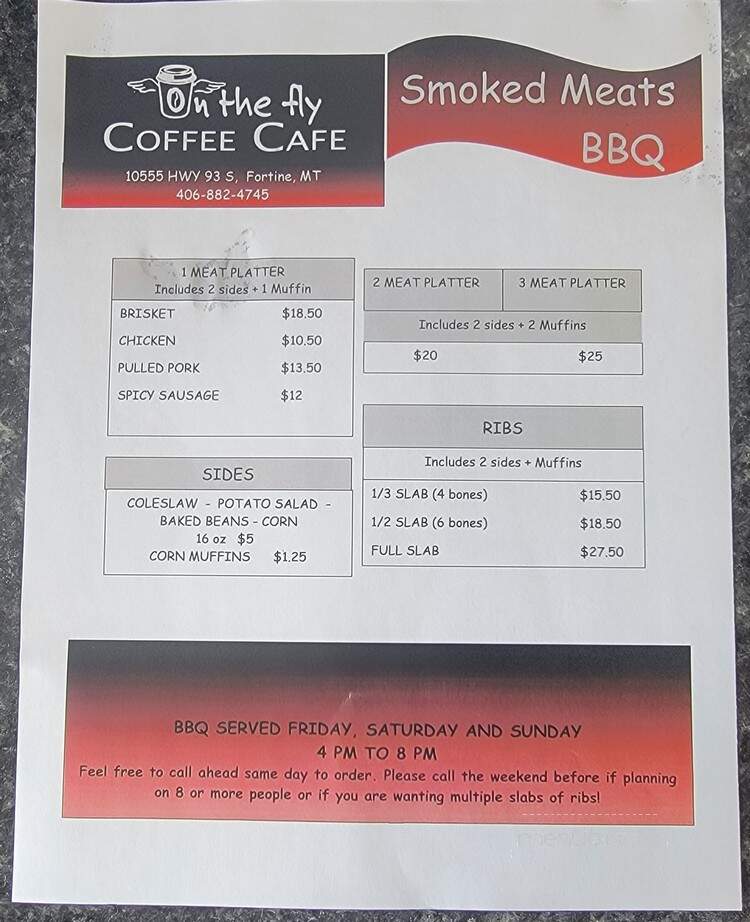 On the fly
COFFEE CAFE
10555 HWY 93 S, Fortine, MT
406-882-4745
Smoked Meats
BBQ
1 MEAT PLATTER
Includes 2 sides + 1 Muffin
BRISKET $18.50
CHICKEN $10.50
PULLED PORK $13.50
SPICY SAUSAGE $12
2 MEAT PLATTER 3 MEAT PLATTER
Includes 2 sides + 2 Muffins
$20 $25
SIDES
COLESLAW - POTATO SALAD -
BAKED BEANS - CORN
16 oz $5
CORN MUFFINS $1.25
RIBS
Includes 2 sides + Muffins
1/3 SLAB (4 bones) $15.50
1/2 SLAB (6 bones) $18.50
FULL SLAB $27.50
BBQ SERVED FRIDAY, SATURDAY AND SUNDAY
4 PM TO 8 PM
Feel free to call ahead same day to order. Please call the weekend before if planning
on 8 or more people or if you are wanting multiple slabs of ribs!